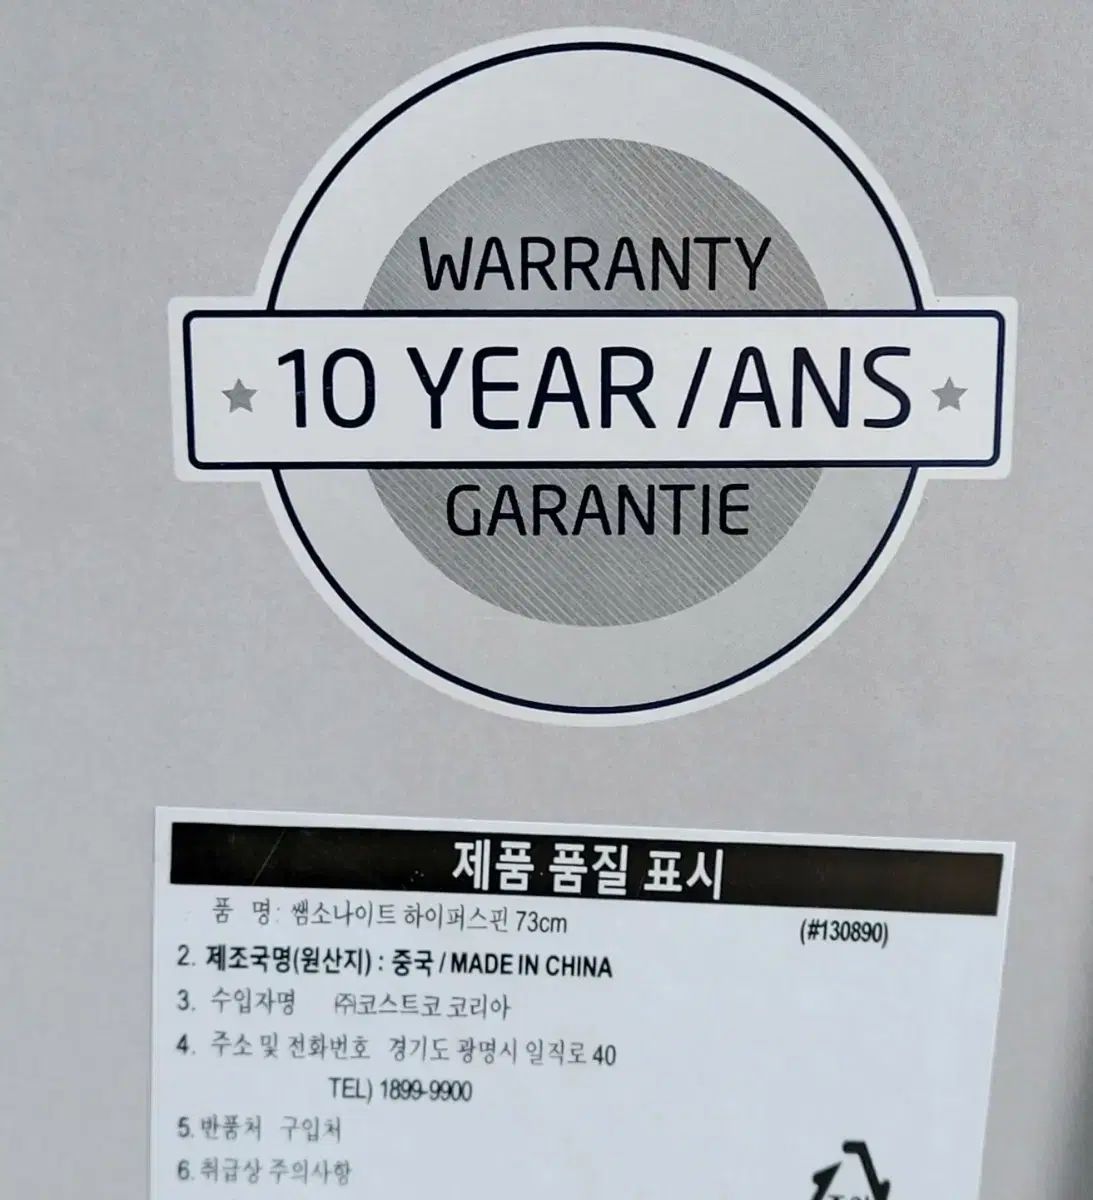 WARRANTY
10 YEAR/ANS
GARANTIE
제품 품질 표시
품 명: 쌤소나이트 하이퍼스핀 73cm (#130890)
2. 제조국명(원산지) : 중국 / MADE IN CHINA
3. 수입자명 ㈜코스트코 코리아
4. 주소 및 전화번호 경기도 광명시 일직로 40
TEL) 1899-9900
5. 반품처 구입처
6. 취급상 주의사항